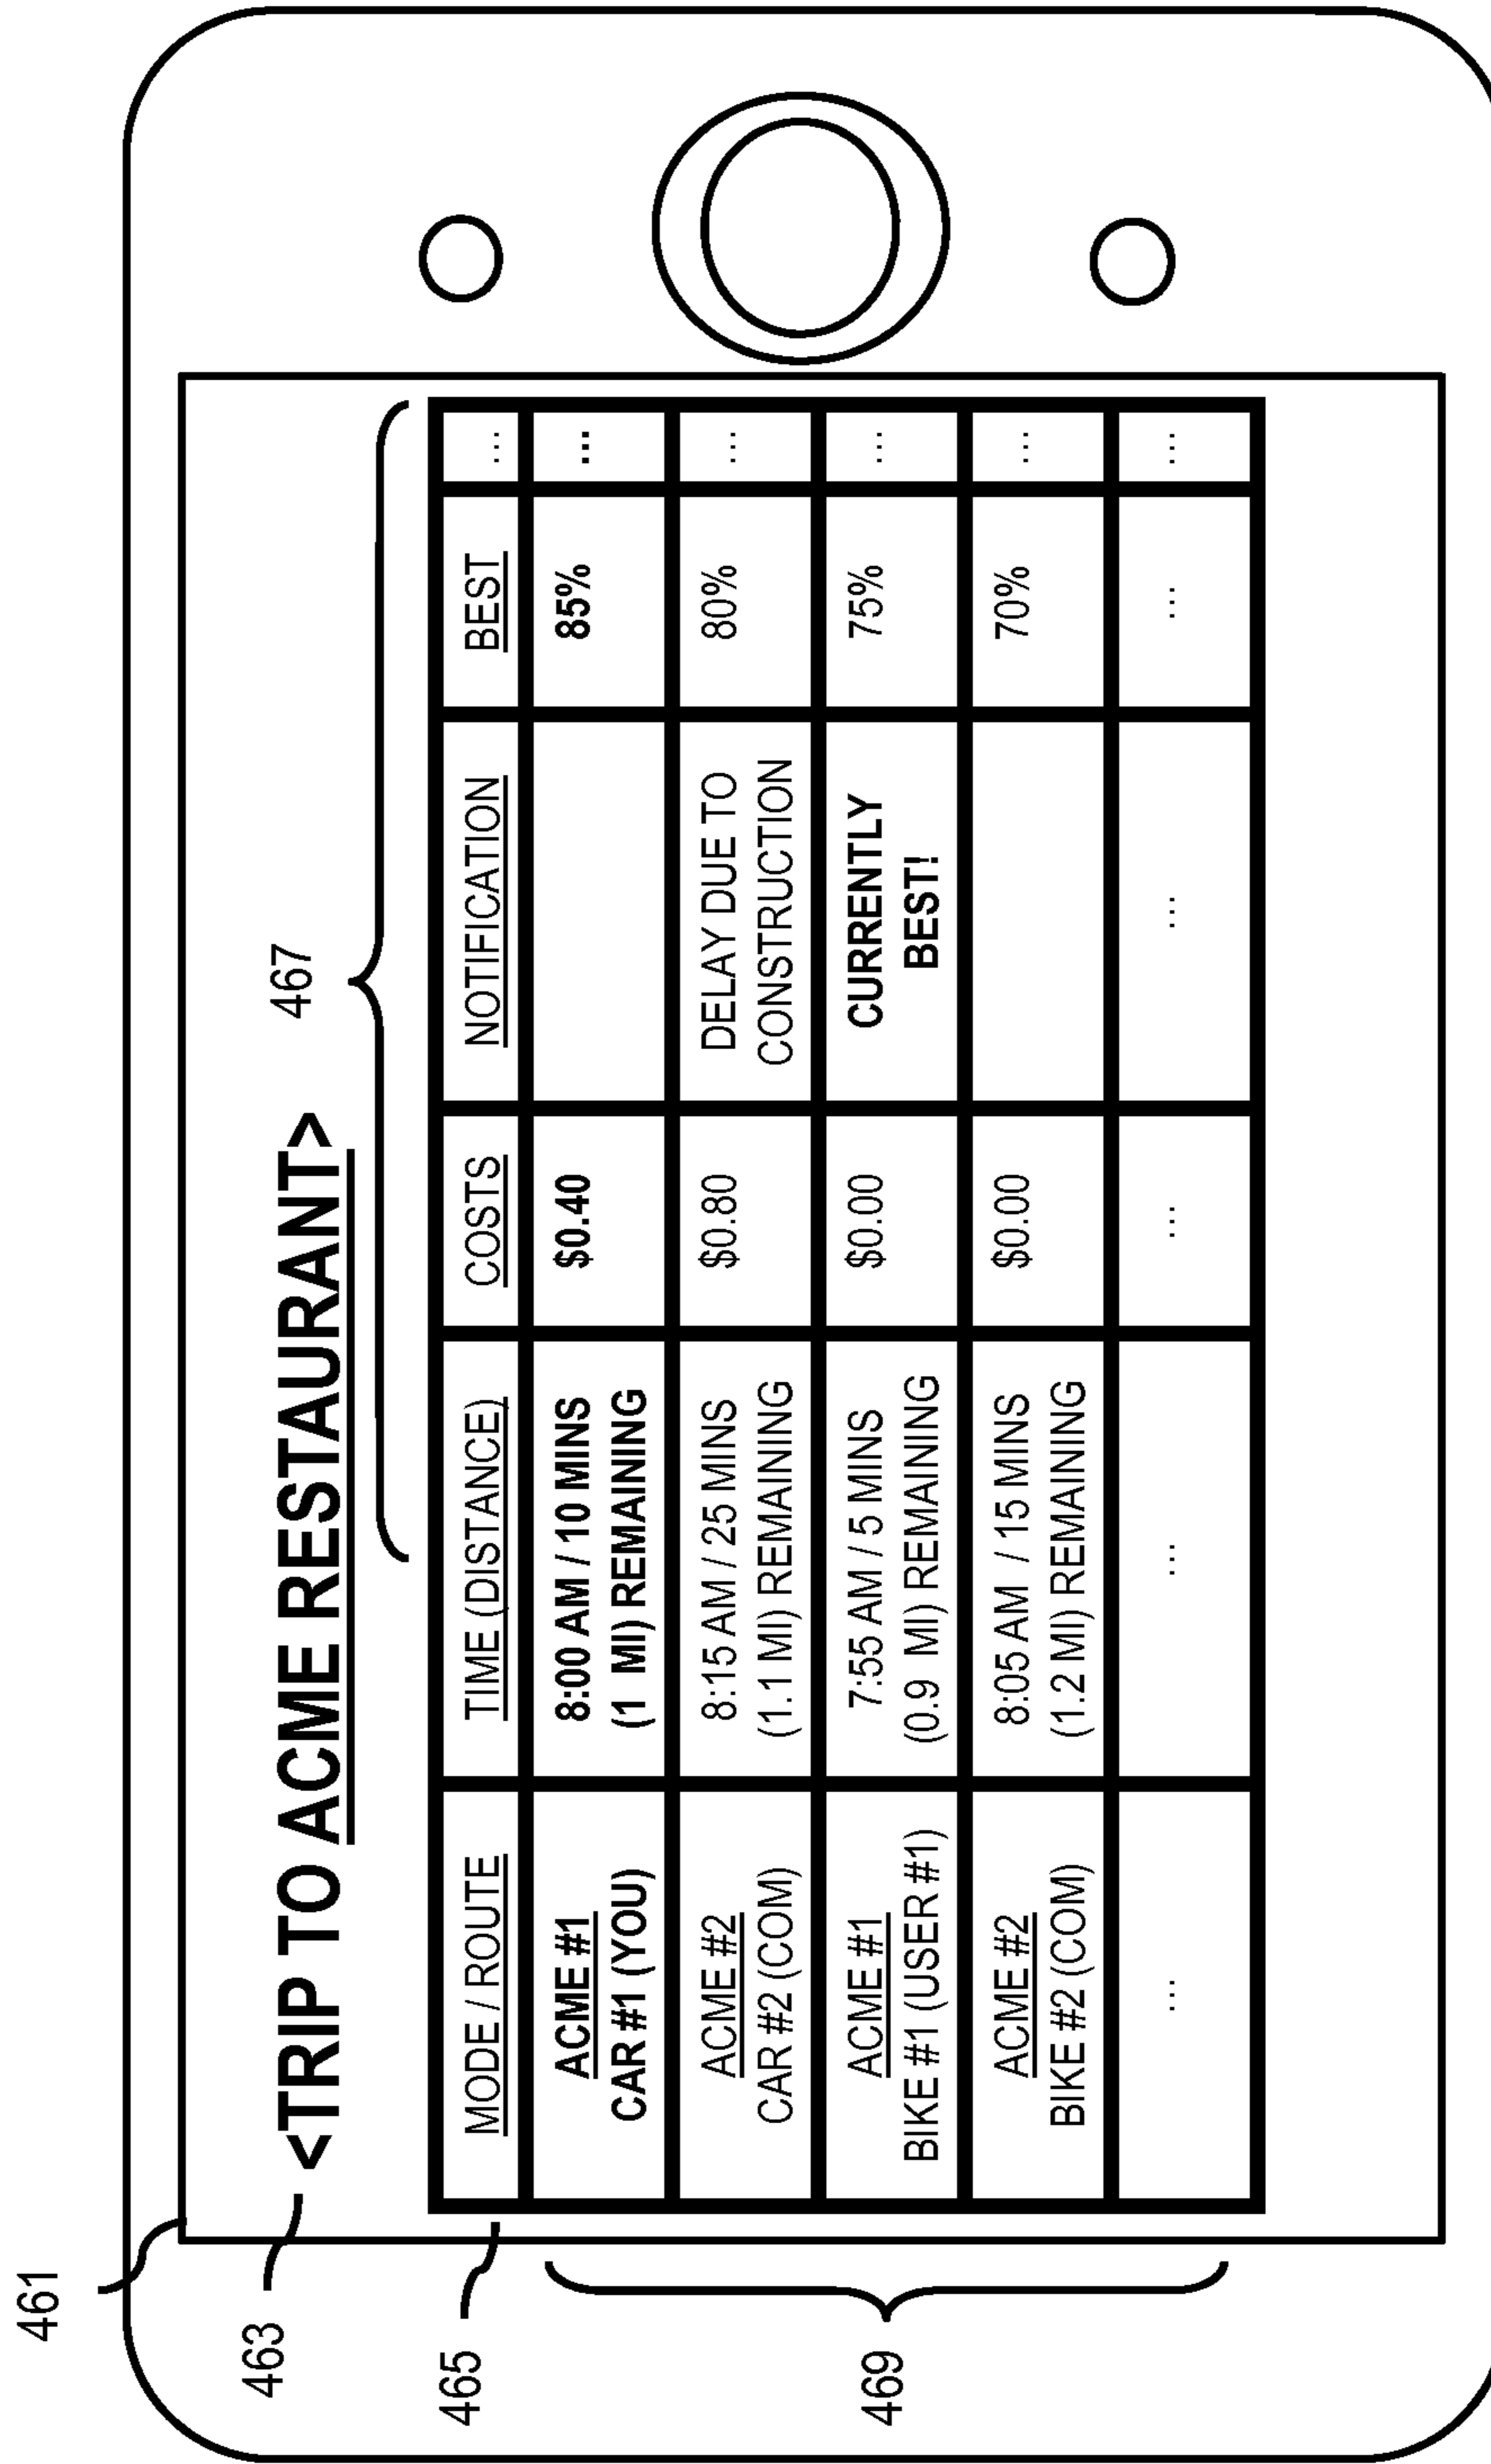 461
463
<TRIP TO ACME RESTAURANT>
467
465
MODE / ROUTE
TIME (DISTANCE)
COSTS
NOTIFICATION
BEST
...
ACME #1
CAR #1 (YOU)
8:00 AM / 10 MINS
(1 MI) REMAINING
$0.40
85%
...
ACME #2
CAR #2 (COM)
8:15 AM / 25 MINS
(1.1 MI) REMAINING
$0.80
DELAY DUE TO
CONSTRUCTION
80%
...
469
ACME #1
BIKE #1 (USER #1)
7:55 AM / 5 MINS
(0.9 MI) REMAINING
$0.00
CURRENTLY
BEST!
75%
...
ACME #2
BIKE #2 (COM)
8:05 AM / 15 MINS
(1.2 MI) REMAINING
$0.00
70%
...
...
...
...
...
...
...